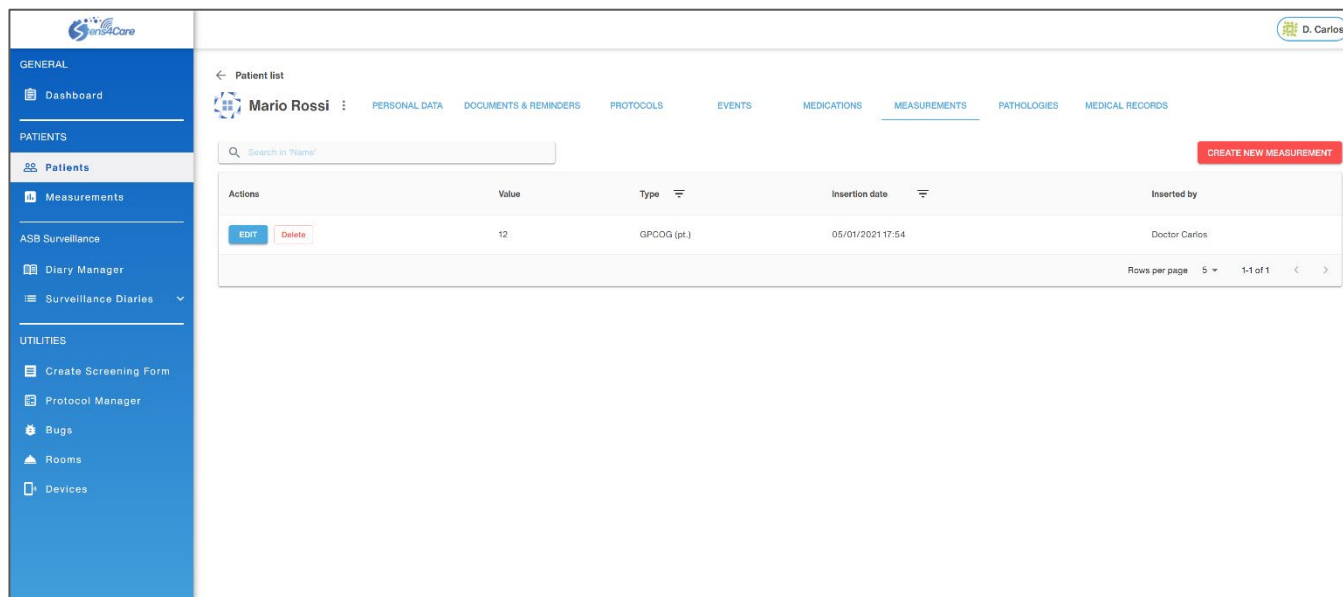 Sens4Care
D. Carlos
GENERAL
Dashboard
PATIENTS
Patients
Measurements
ASB Surveillance
Diary Manager
Surveillance Diaries
UTILITIES
Create Screening Form
Protocol Manager
Bugs
Rooms
Devices
Patient list
Mario Rossi PERSONAL DATA DOCUMENTS & REMINDERS PROTOCOLS EVENTS MEDICATIONS MEASUREMENTS PATHOLOGIES MEDICAL RECORDS
Search in 'Name' CREATE NEW MEASUREMENT
Actions Value Type Insertion date Inserted by
EDIT Delete 12 GPCOG (pt.) 05/01/2021 17:54 Doctor Carlos
Rows per page 5 1-1 of 1